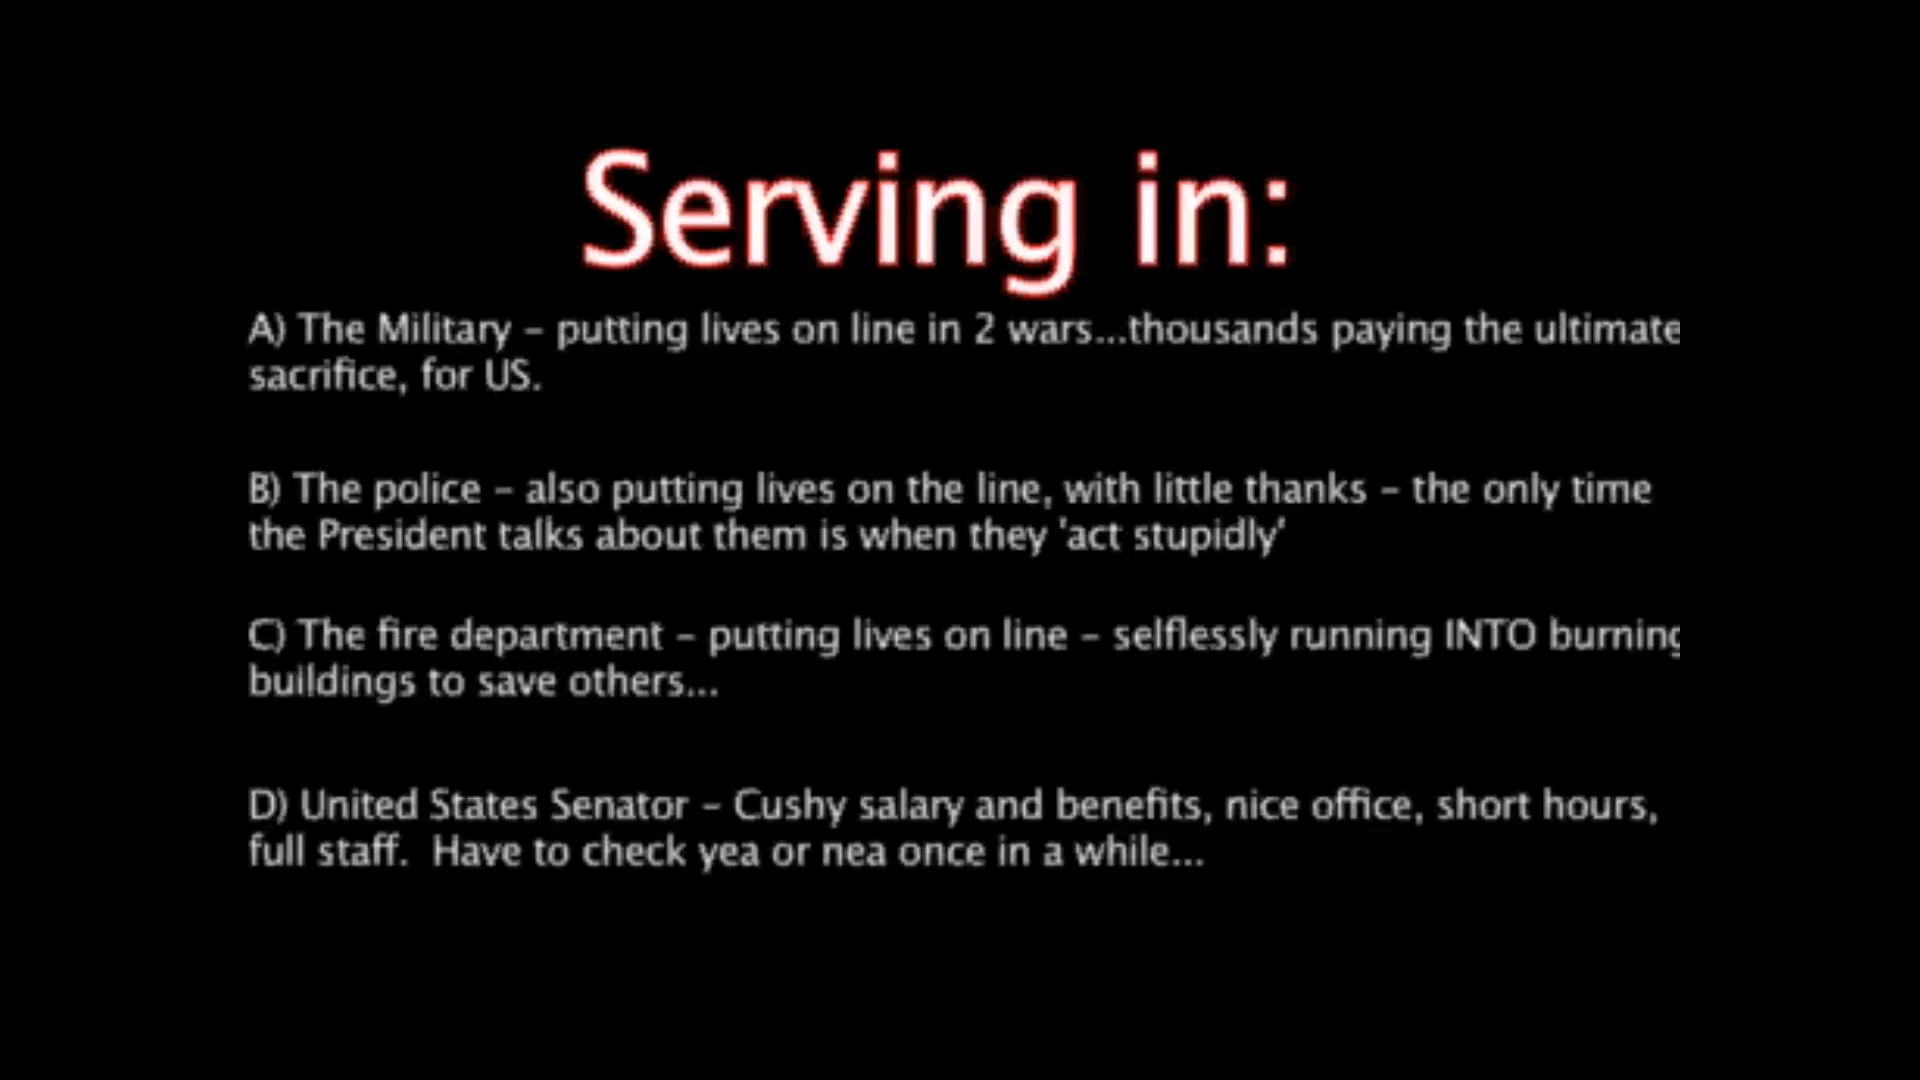 Serving in:
A) The Military – putting lives on line in 2 wars...thousands paying the ultimate
sacrifice, for US.
B) The police – also putting lives on the line, with little thanks – the only time
the President talks about them is when they 'act stupidly'
C) The fire department – putting lives on line – selflessly running INTO burning
buildings to save others...
D) United States Senator – Cushy salary and benefits, nice office, short hours,
full staff.  Have to check yea or nea once in a while...